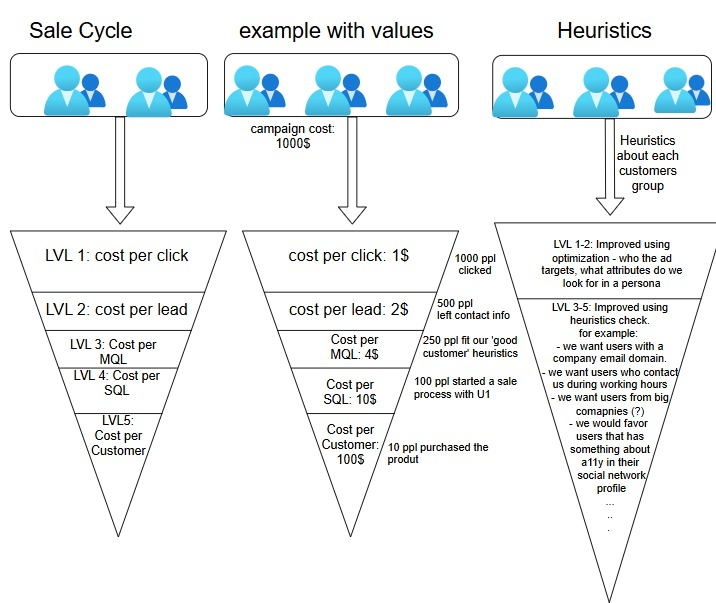 Sale Cycle
LVL 1: cost per click
LVL 2: cost per lead
LVL 3: Cost per
MQL
LVL 4: Cost per
SQL
LVL5:
Cost per
Customer
example with values
campaign cost:
1000$
cost per click: 1$
1000 ppl
clicked
cost per lead: 2$
500 ppl
left contact info
Cost per
MQL: 4$
250 ppl fit our 'good
customer' heuristics
Cost per
SQL: 10$
100 ppl started a sale
process with U1
Cost per
Customer:
100$
10 ppl purchased the
produt
Heuristics
Heuristics
about each
customers
group
LVL 1-2: Improved using
optimization - who the ad
targets, what attributes do we
look for in a persona
LVL 3-5: Improved using
heuristics check.
for example:
- we want users with a
company email domain.
- we want users who contact
us during working hours
- we want users from big
comapnies (?)
- we would favor
users that has
something about
a11y in their
social network
profile
...
..
.